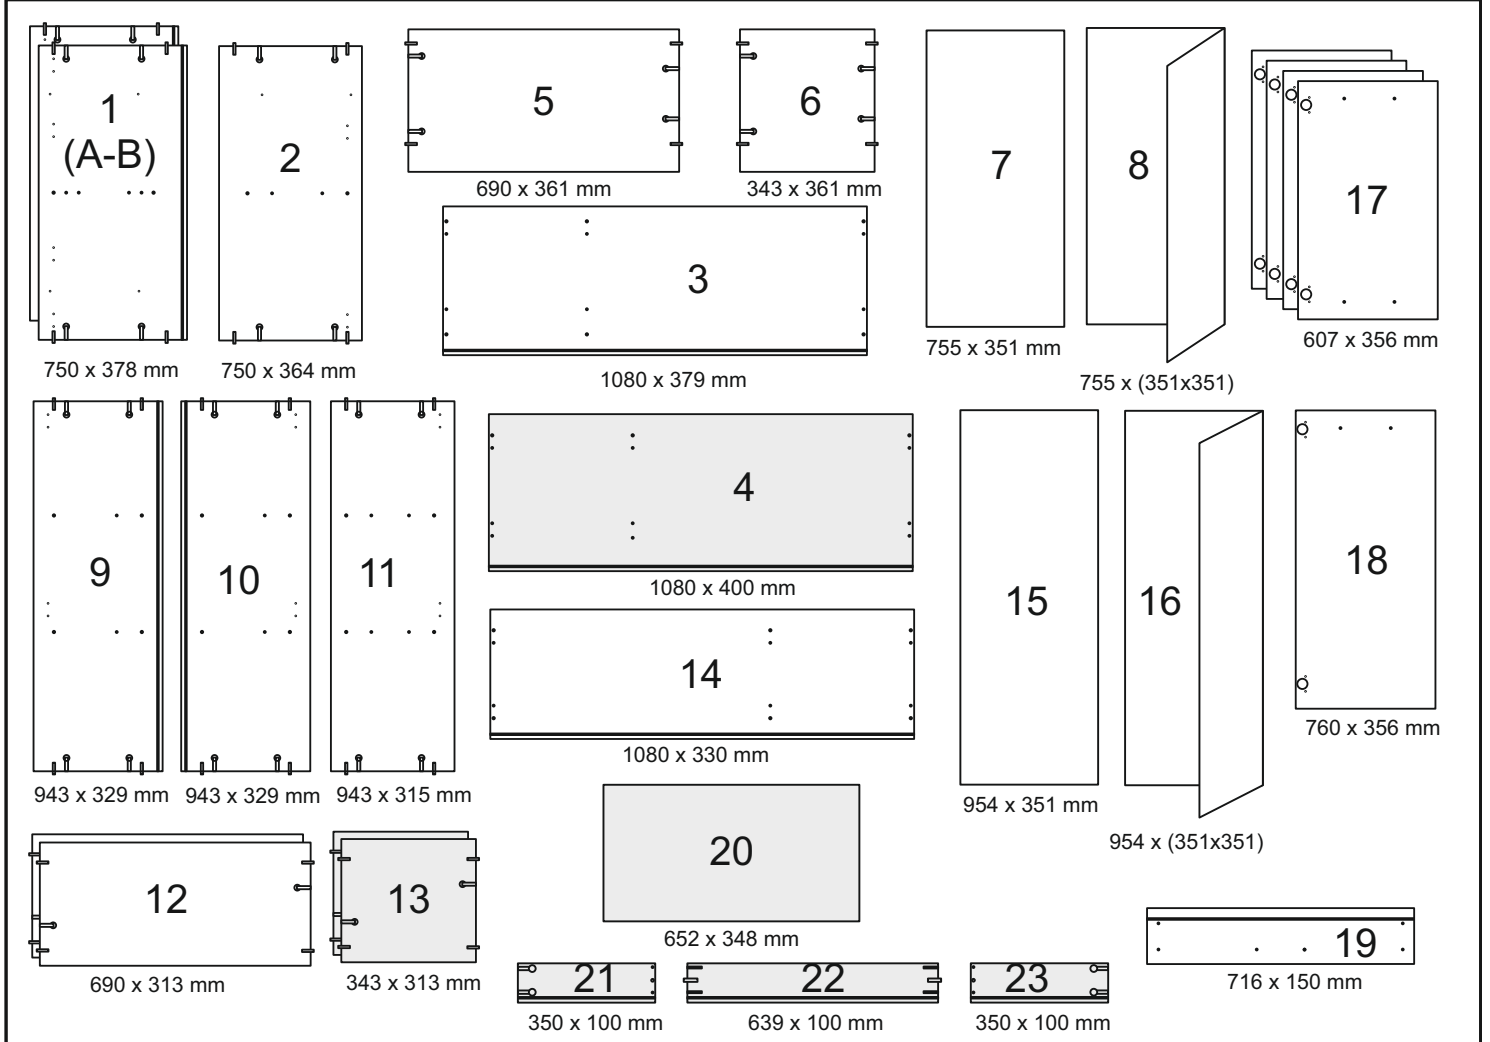 1
(A-B)
750 x 378 mm
2
750 x 364 mm
5
690 x 361 mm
6
343 x 361 mm
3
1080 x 379 mm
7
755 x 351 mm
8
755 x (351x351)
17
607 x 356 mm
9
943 x 329 mm
10
943 x 329 mm
11
943 x 315 mm
4
1080 x 400 mm
14
1080 x 330 mm
15
954 x 351 mm
16
954 x (351x351)
18
760 x 356 mm
12
690 x 313 mm
13
343 x 313 mm
20
652 x 348 mm
19
716 x 150 mm
21
350 x 100 mm
22
639 x 100 mm
23
350 x 100 mm